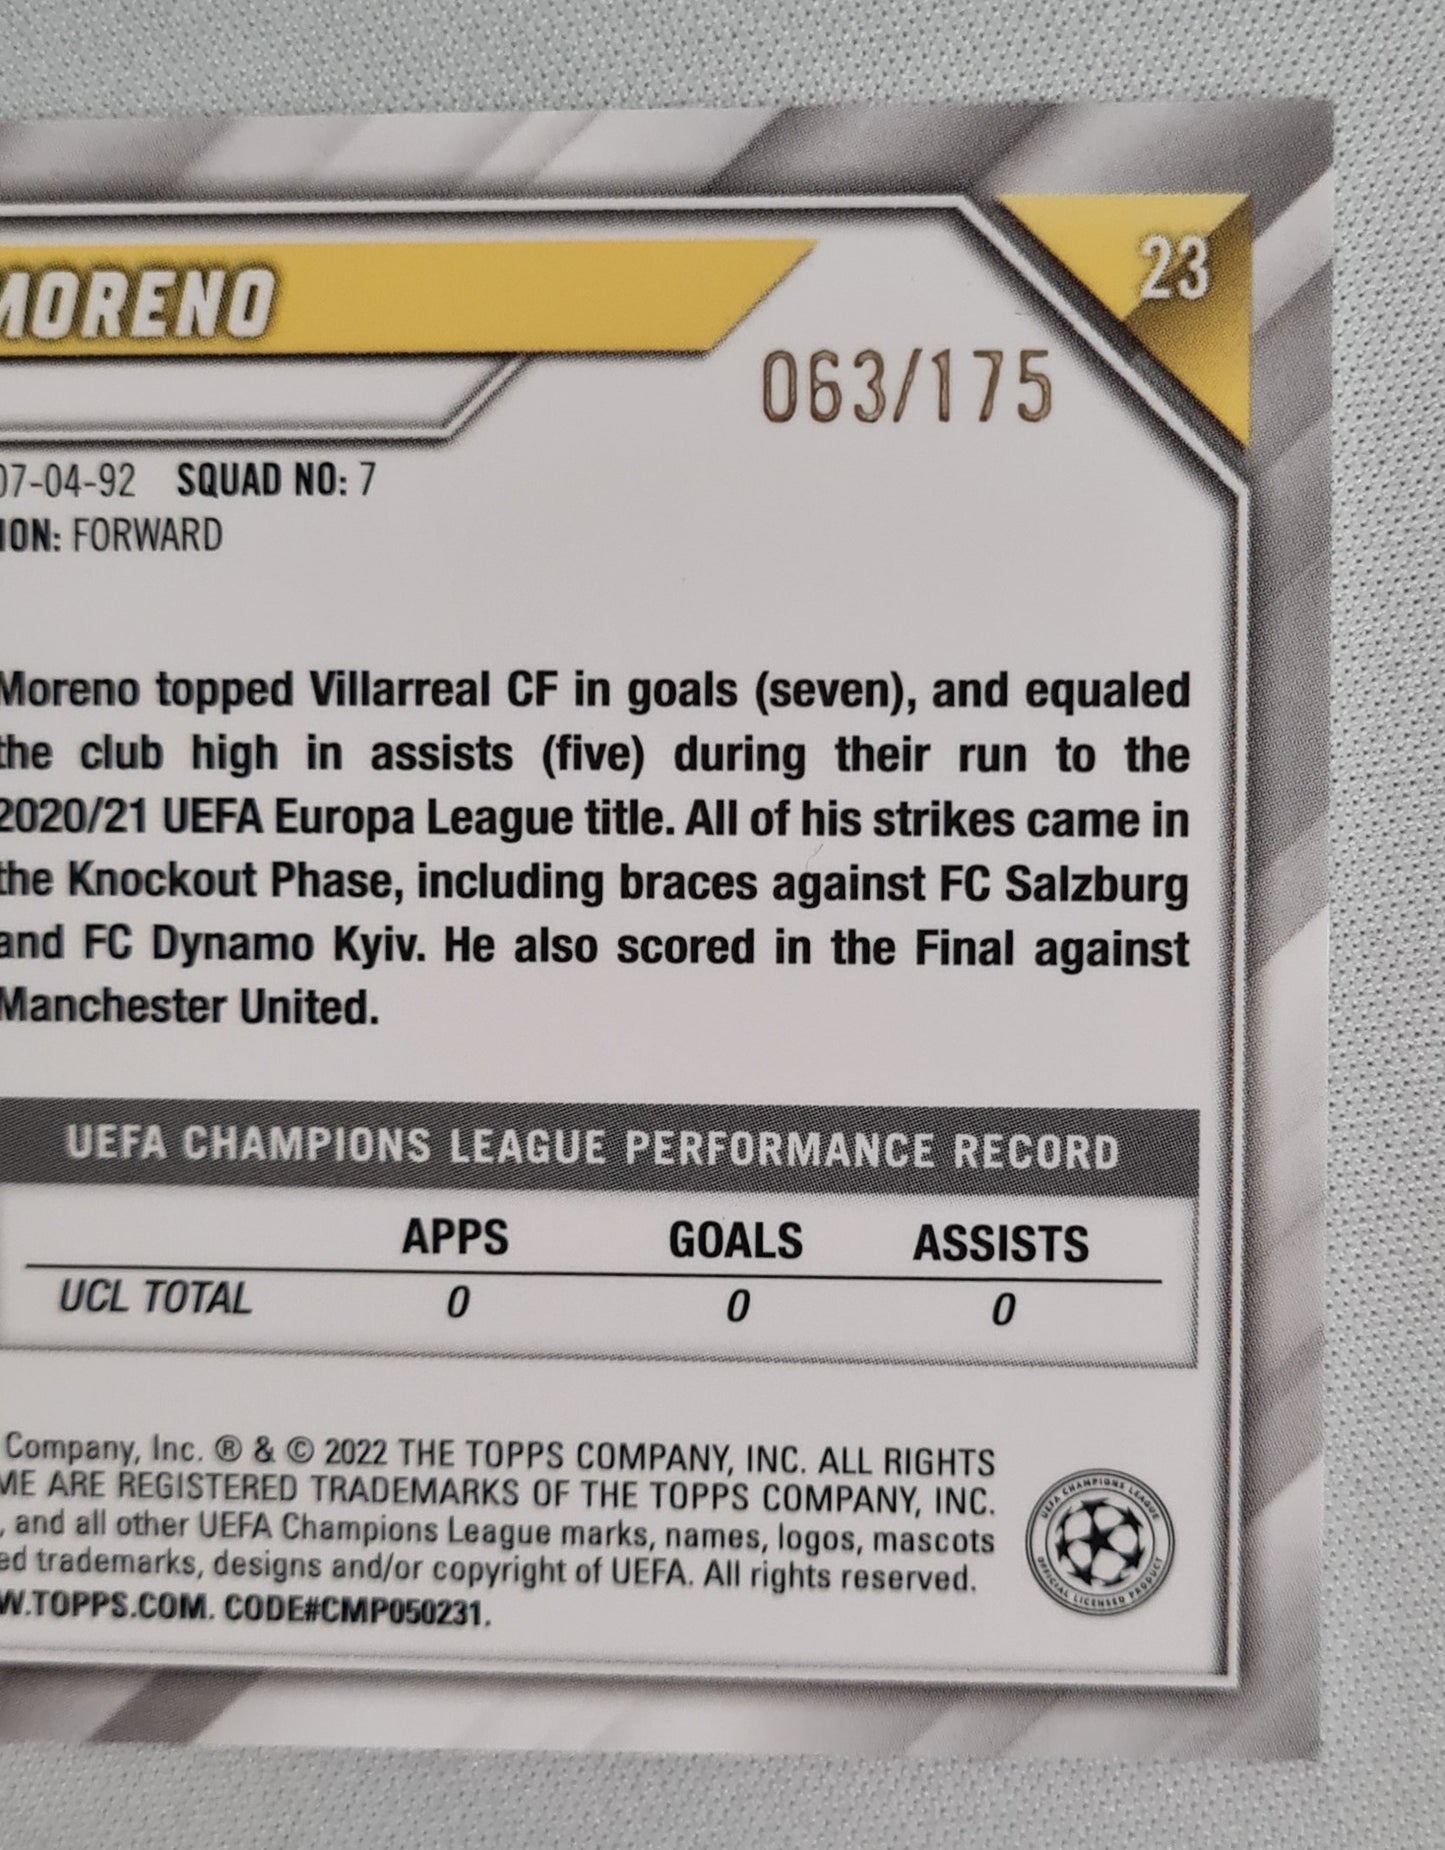 23
MORENO
063/175
07-04-92 SQUAD NO: 7
FORWARD
Moreno topped Villarreal CF in goals (seven), and equaled
the club high in assists (five) during their run to the
2020/21 UEFA Europa League title. All of his strikes came in
the Knockout Phase, including braces against FC Salzburg
and FC Dynamo Kyiv. He also scored in the Final against
Manchester United.
UEFA CHAMPIONS LEAGUE PERFORMANCE RECORD
APPS GOALS ASSISTS
UCL TOTAL 0 0 0
Company, Inc. ® & © 2022 THE TOPPS COMPANY, INC. ALL RIGHTS
ARE REGISTERED TRADEMARKS OF THE TOPPS COMPANY, INC.
, and all other UEFA Champions League marks, names, logos, mascots
trademarks, designs and/or copyright of UEFA. All rights reserved.
W.TOPPS.COM. CODE#CMP050231.
UEFA CHAMPIONS LEAGUE
OFFICIAL LICENSED PRODUCT